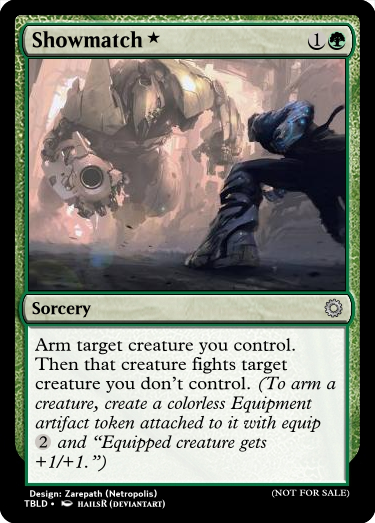 Showmatch ★ 1
Sorcery
Arm target creature you control.
Then that creature fights target
creature you don't control. (To arm a
creature, create a colorless Equipment
artifact token attached to it with equip
2 and "Equipped creature gets
+1/+1.")
Design: Zarepath (Netropolis)
TBLD • HAILSR (DEVIANTART)
(NOT FOR SALE)